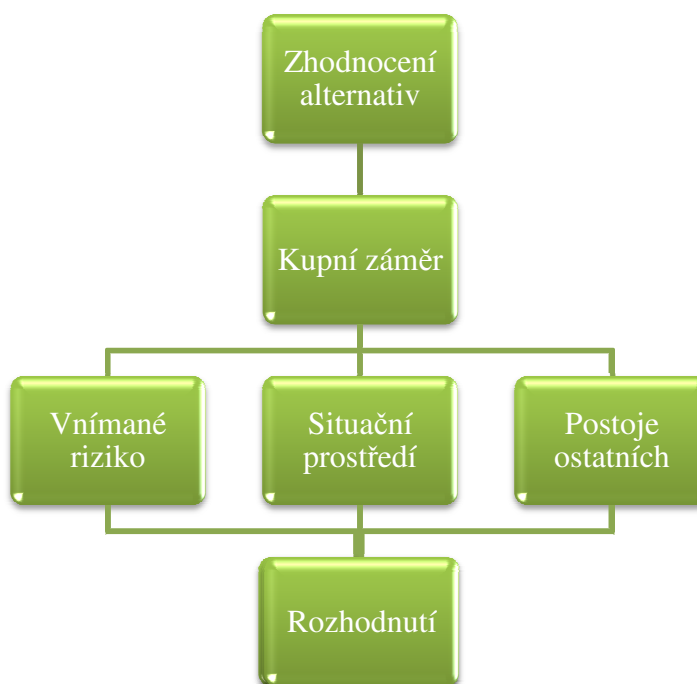 Zhodnocení
alternativ
Kupní záměr
Vnímané
riziko
Situační
prostředí
Postoje
ostatních
Rozhodnutí